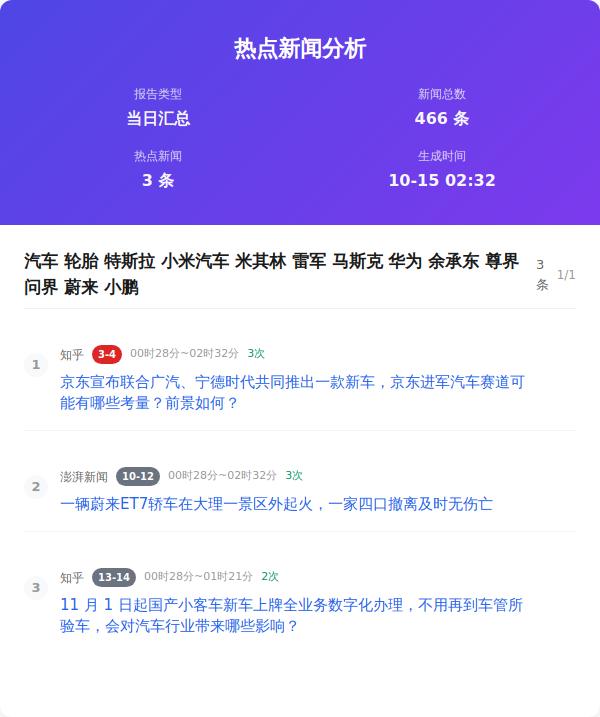 热点新闻分析
报告类型
当日汇总
新闻总数
466 条
热点新闻
3 条
生成时间
10-15 02:32
汽车 轮胎 特斯拉 小米汽车 米其林 雷军 马斯克 华为 余承东 尊界
问界 蔚来 小鹏
3
条
1/1
1
知乎 3-4 00时28分~02时32分 3次
京东宣布联合广汽、宁德时代共同推出一款新车，京东进军汽车赛道可
能有哪些考量？前景如何？
2
澎湃新闻 10-12 00时28分~02时32分 3次
一辆蔚来ET7轿车在大理一景区外起火，一家四口撤离及时无伤亡
3
知乎 13-14 00时28分~01时21分 2次
11 月 1 日起国产小客车新车上牌全业务数字化办理，不用再到车管所
验车，会对汽车行业带来哪些影响？